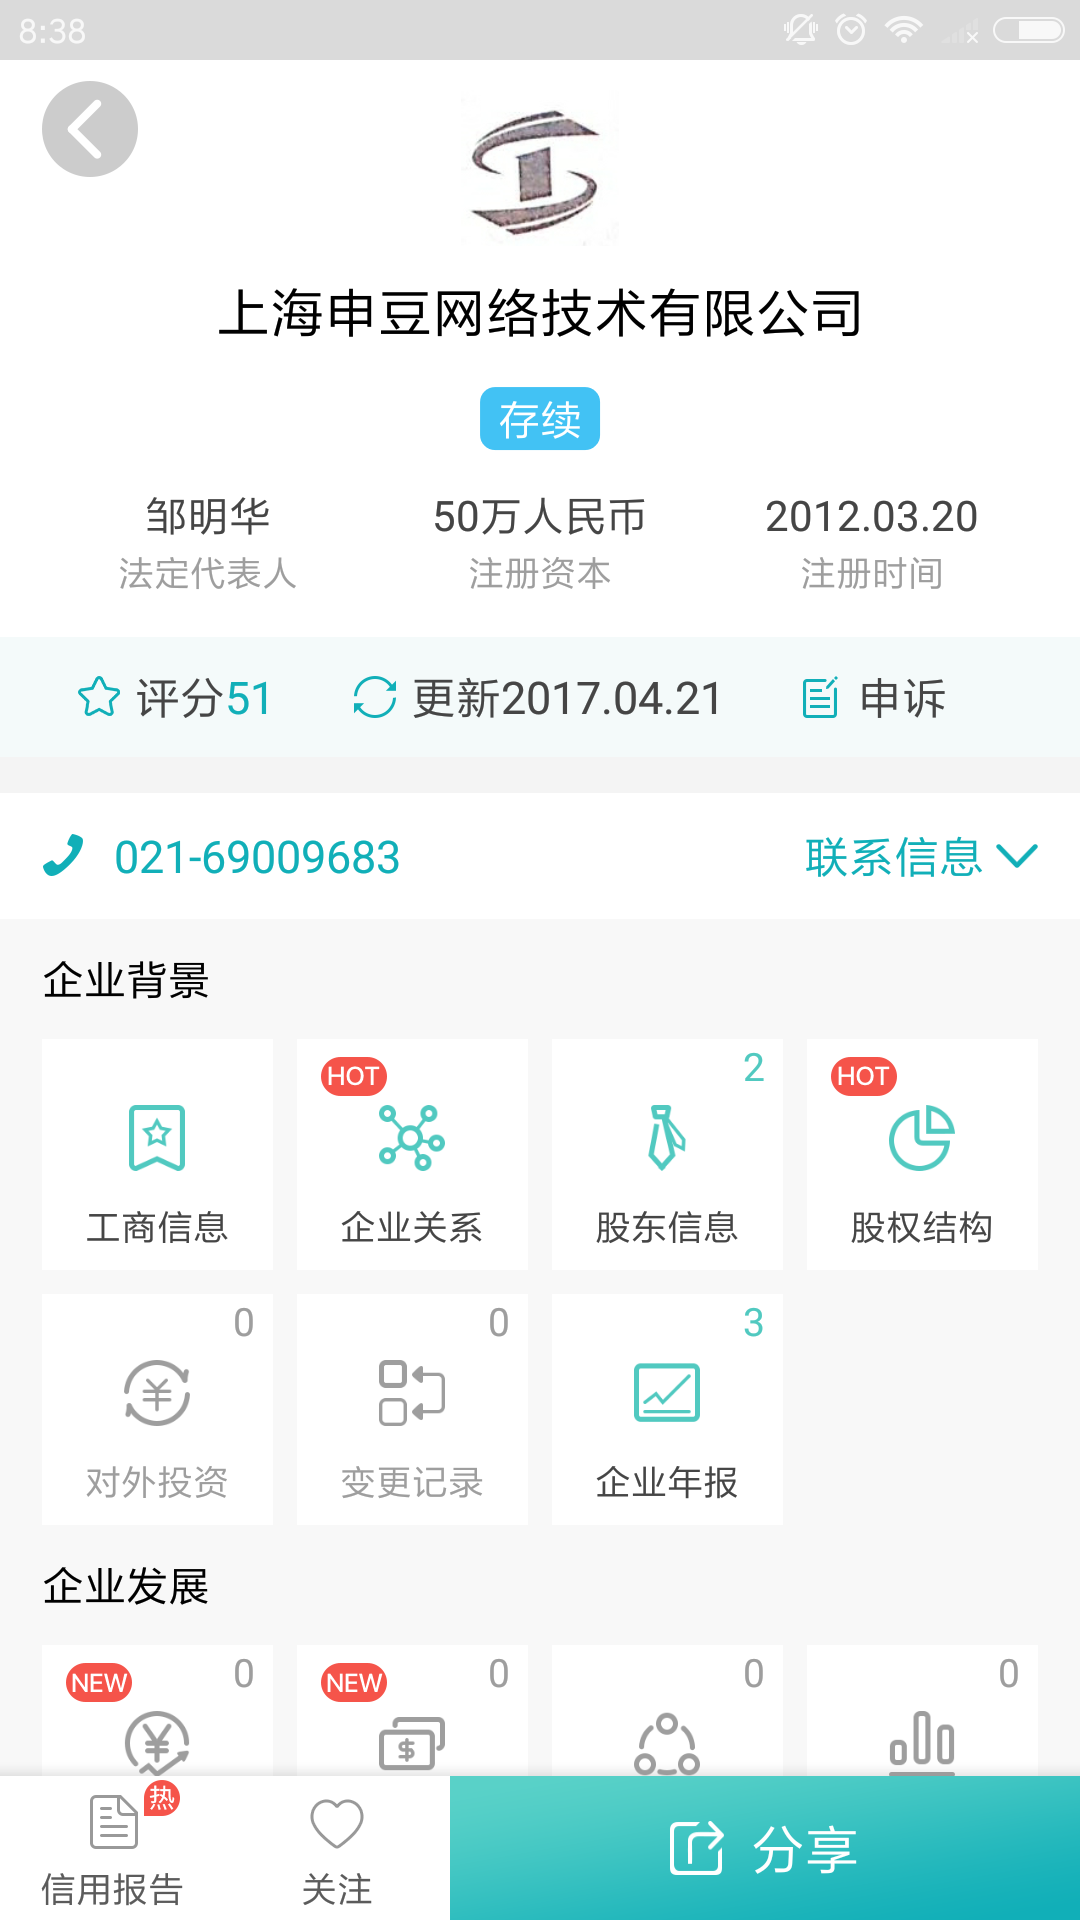 8:38
上海申豆网络技术有限公司
存续
邹明华 50万人民币 2012.03.20
法定代表人 注册资本 注册时间
评分51 更新2017.04.21 申诉
021-69009683 联系信息
企业背景
HOT 2 HOT
工商信息 企业关系 股东信息 股权结构
0 0 3
对外投资 变更记录 企业年报
企业发展
NEW 0 NEW 0 0 0
热
信用报告 关注 分享